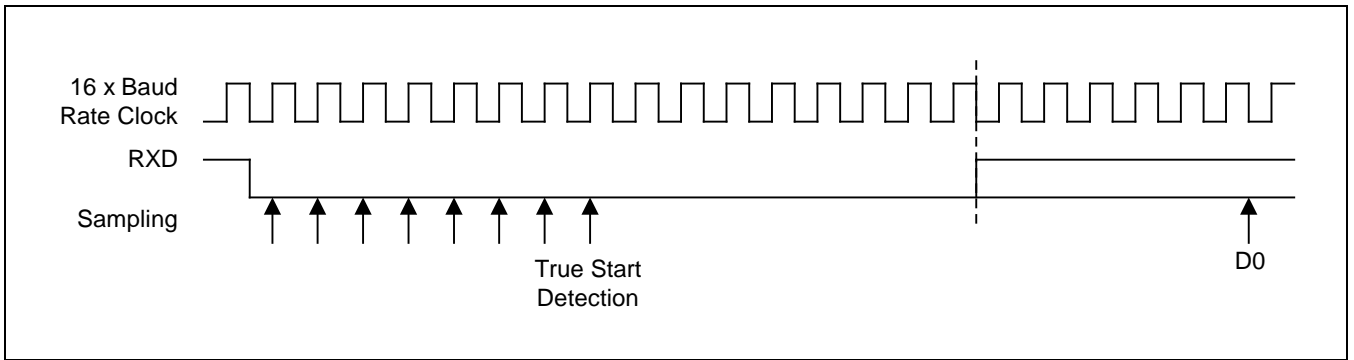 16 x Baud
Rate Clock
RXD
Sampling
True Start
Detection
D0